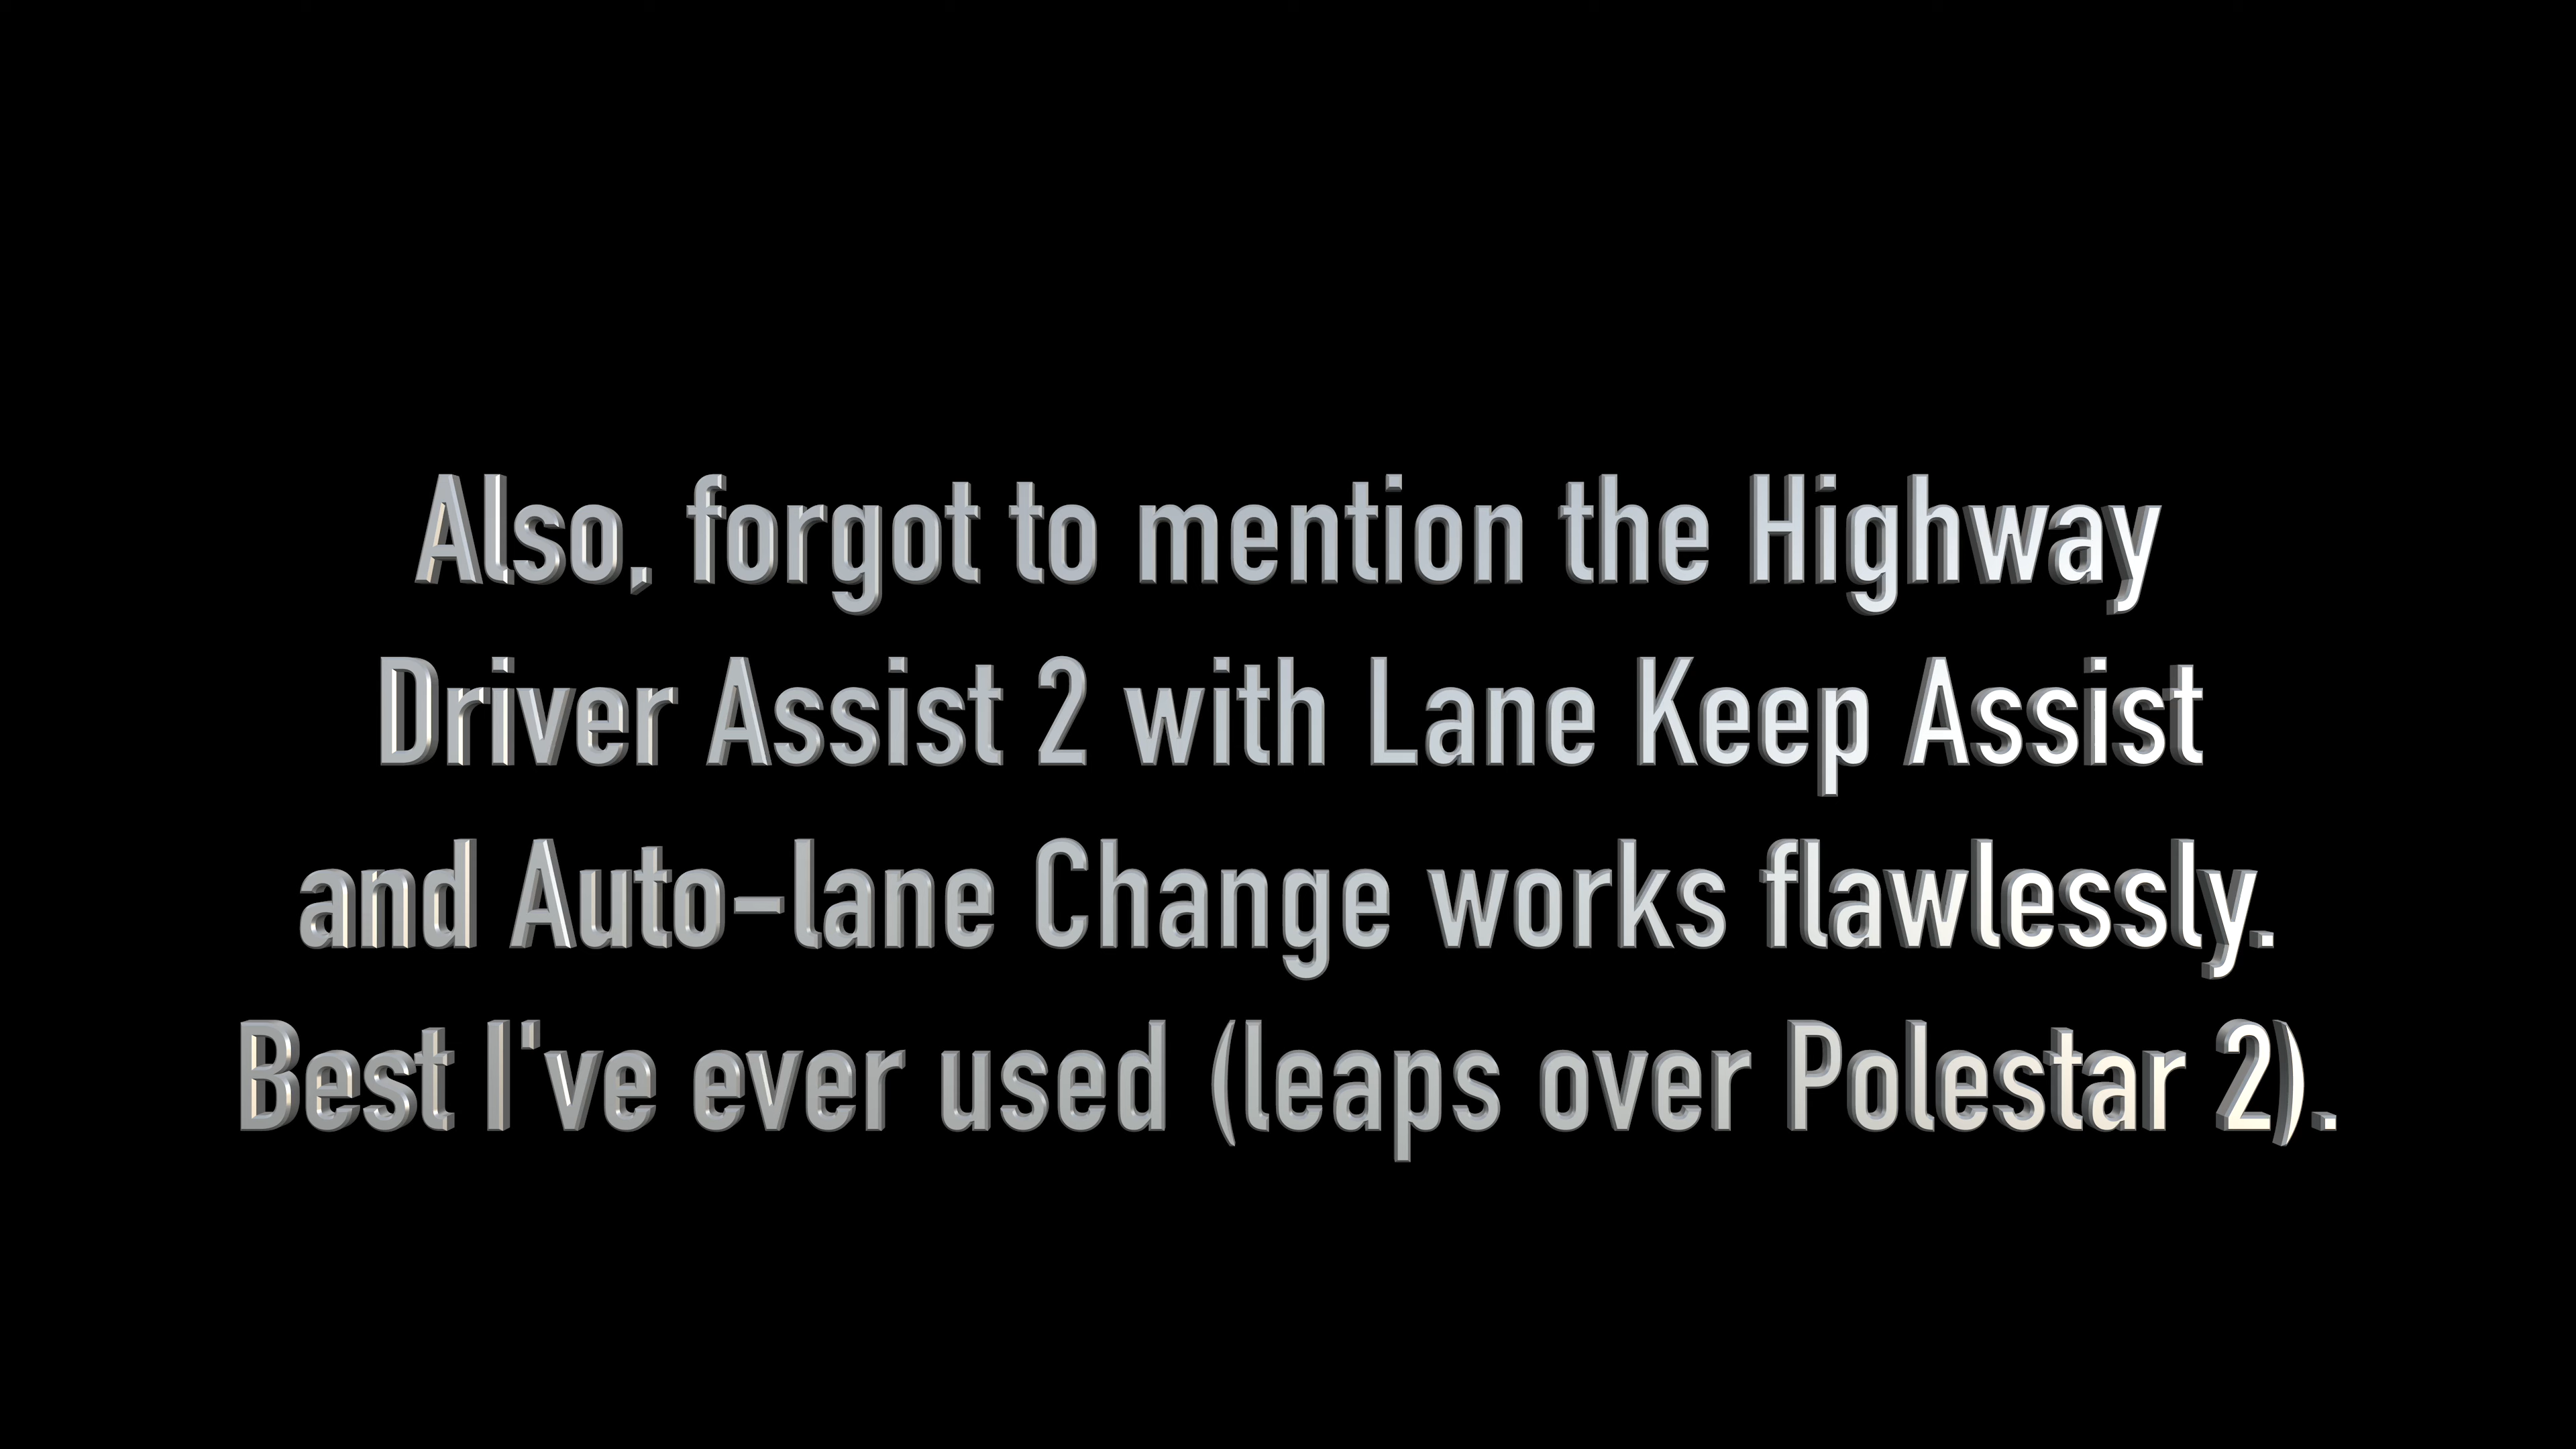 Also, forgot to mention the Highway
Driver Assist 2 with Lane Keep Assist
and Auto-lane Change works flawlessly.
Best I've ever used (leaps over Polestar 2).